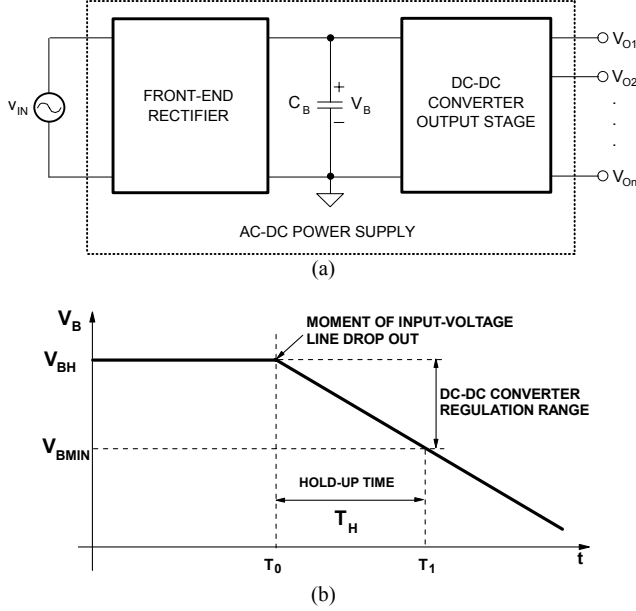 V_O1
V_O2
FRONT-END
RECTIFIER
DC-DC
CONVERTER
OUTPUT STAGE
v_IN
C_B
+
V_B
−
.
.
.
.
V_On
AC-DC POWER SUPPLY
(a)
V_B
MOMENT OF INPUT-VOLTAGE
LINE DROP OUT
V_BH
DC-DC CONVERTER
REGULATION RANGE
V_BMIN
HOLD-UP TIME
T_H
T_0
T_1
t
(b)